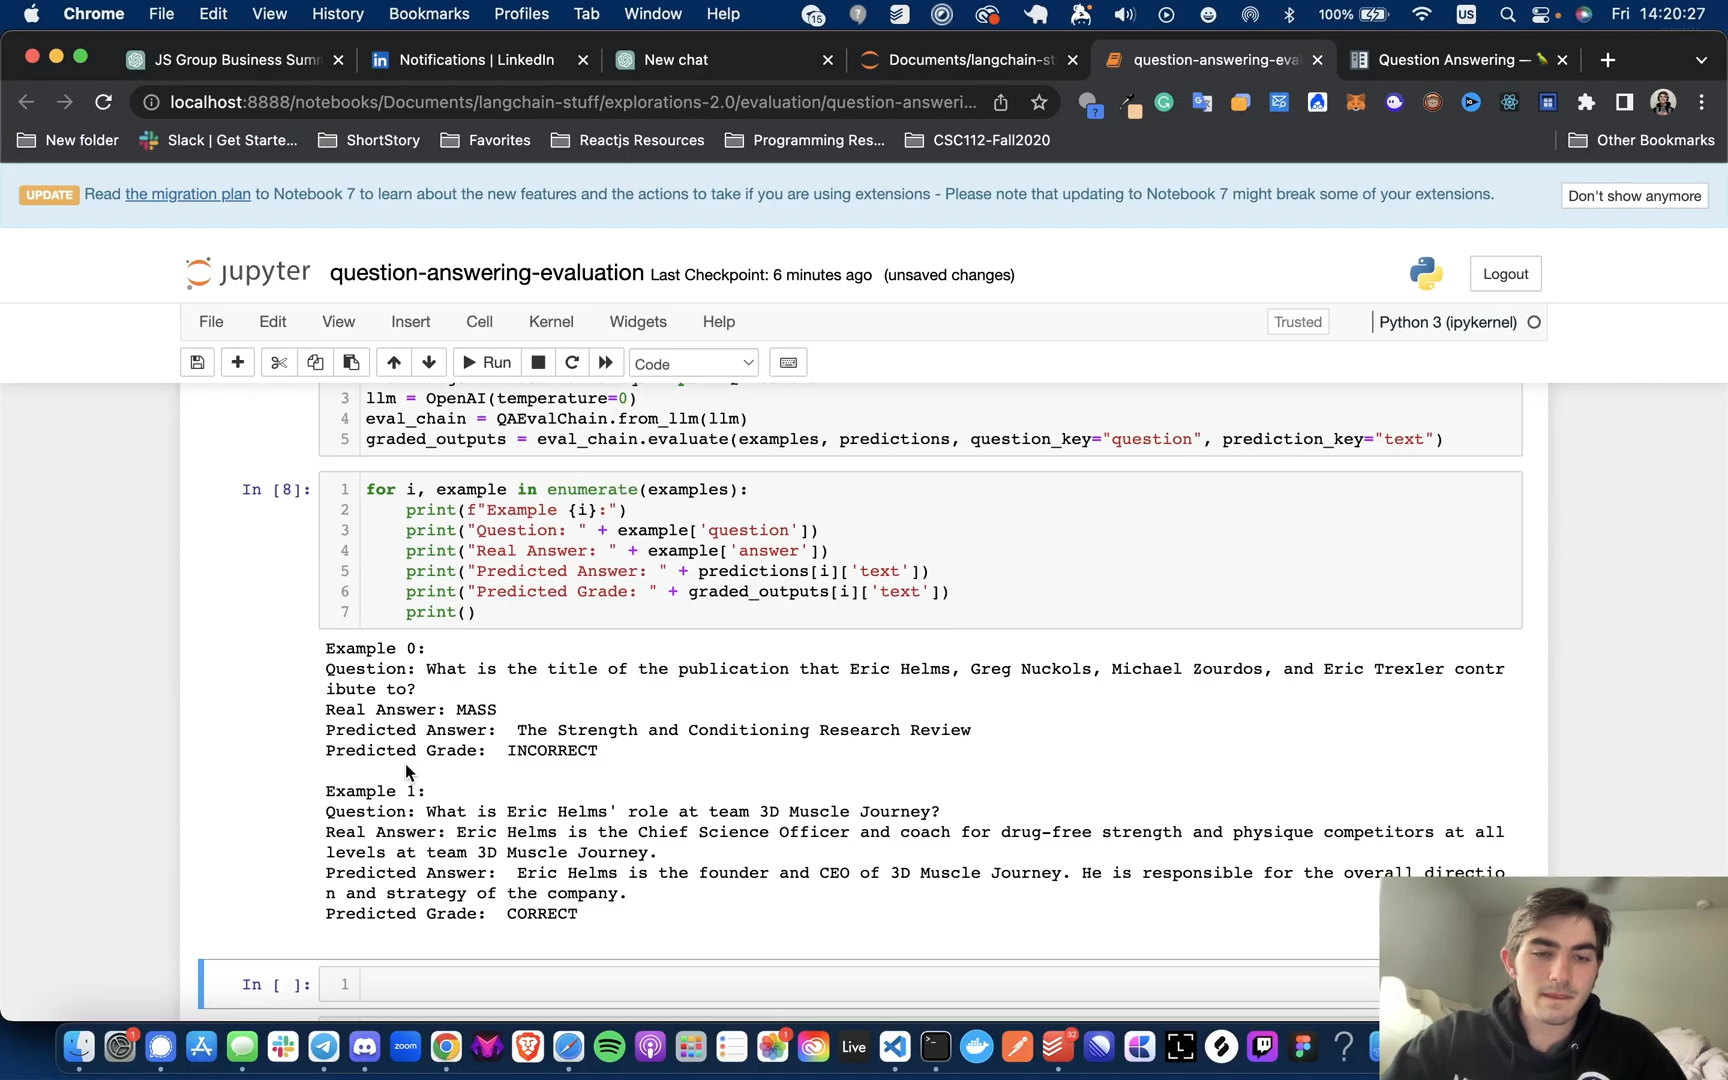 Chrome File Edit View History Bookmarks Profiles Tab Window Help 15 100% US Fri 14:20:27
JS Group Business Summ Notifications | LinkedIn New chat Documents/langchain-st question-answering-eval Question Answering —
localhost:8888/notebooks/Documents/langchain-stuff/explorations-2.0/evaluation/question-answeri...
New folder Slack | Get Starte... ShortStory Favorites Reactjs Resources Programming Res... CSC112-Fall2020 Other Bookmarks
UPDATE Read the migration plan to Notebook 7 to learn about the new features and the actions to take if you are using extensions - Please note that updating to Notebook 7 might break some of your extensions. Don't show anymore
jupyter question-answering-evaluation Last Checkpoint: 6 minutes ago (unsaved changes) Logout
File Edit View Insert Cell Kernel Widgets Help Trusted Python 3 (ipykernel)
Run Code
3 llm = OpenAI(temperature=0)
4 eval_chain = QAEvalChain.from_llm(llm)
5 graded_outputs = eval_chain.evaluate(examples, predictions, question_key="question", prediction_key="text")
In [8]: 1 for i, example in enumerate(examples):
2 print(f"Example {i}:")
3 print("Question: " + example['question'])
4 print("Real Answer: " + example['answer'])
5 print("Predicted Answer: " + predictions[i]['text'])
6 print("Predicted Grade: " + graded_outputs[i]['text'])
7 print()
Example 0:
Question: What is the title of the publication that Eric Helms, Greg Nuckols, Michael Zourdos, and Eric Trexler contr
ibute to?
Real Answer: MASS
Predicted Answer:  The Strength and Conditioning Research Review
Predicted Grade:  INCORRECT
Example 1:
Question: What is Eric Helms' role at team 3D Muscle Journey?
Real Answer: Eric Helms is the Chief Science Officer and coach for drug-free strength and physique competitors at all
levels at team 3D Muscle Journey.
Predicted Answer:  Eric Helms is the founder and CEO of 3D Muscle Journey. He is responsible for the overall directio
n and strategy of the company.
Predicted Grade:  CORRECT
In [ ]: 1
zoom Live 32